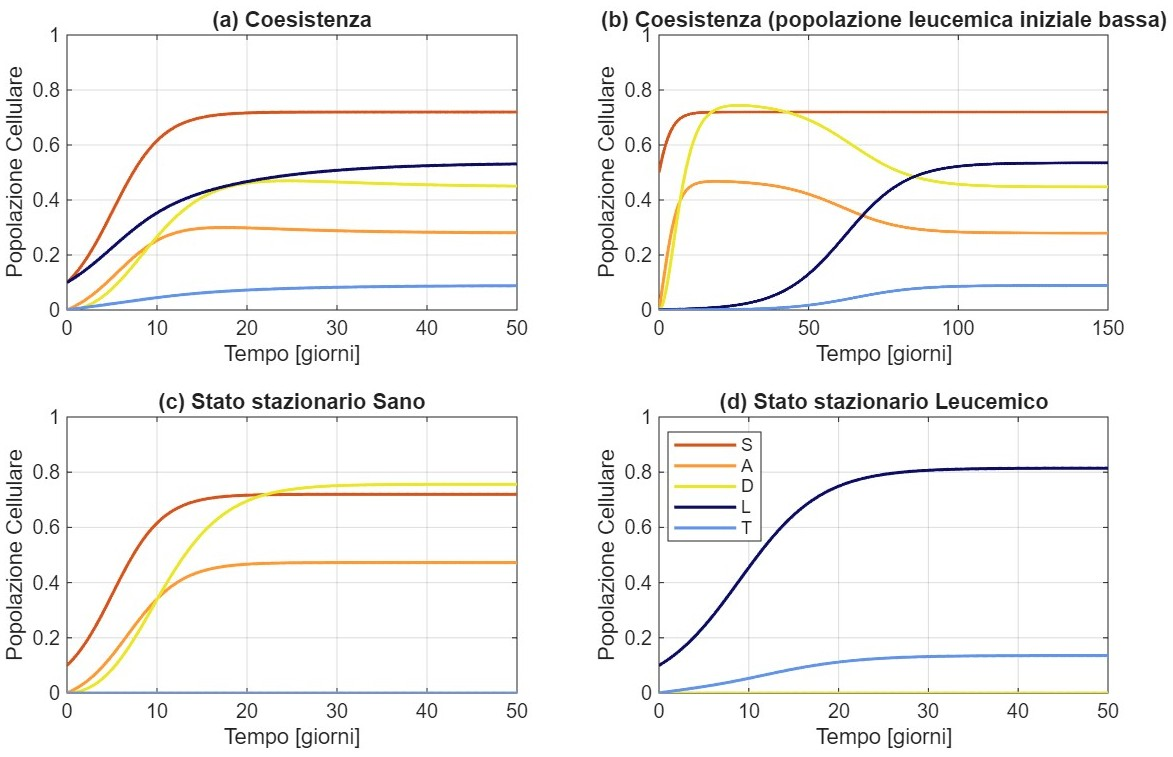 (a) Coesistenza
Popolazione Cellulare
1
0.8
0.6
0.4
0.2
0
0 10 20 30 40 50
Tempo [giorni]
(b) Coesistenza (popolazione leucemica iniziale bassa)
Popolazione Cellulare
1
0.8
0.6
0.4
0.2
0
0 50 100 150
Tempo [giorni]
(c) Stato stazionario Sano
Popolazione Cellulare
1
0.8
0.6
0.4
0.2
0
0 10 20 30 40 50
Tempo [giorni]
(d) Stato stazionario Leucemico
Popolazione Cellulare
1
0.8
0.6
0.4
0.2
0
S
A
D
L
T
0 10 20 30 40 50
Tempo [giorni]